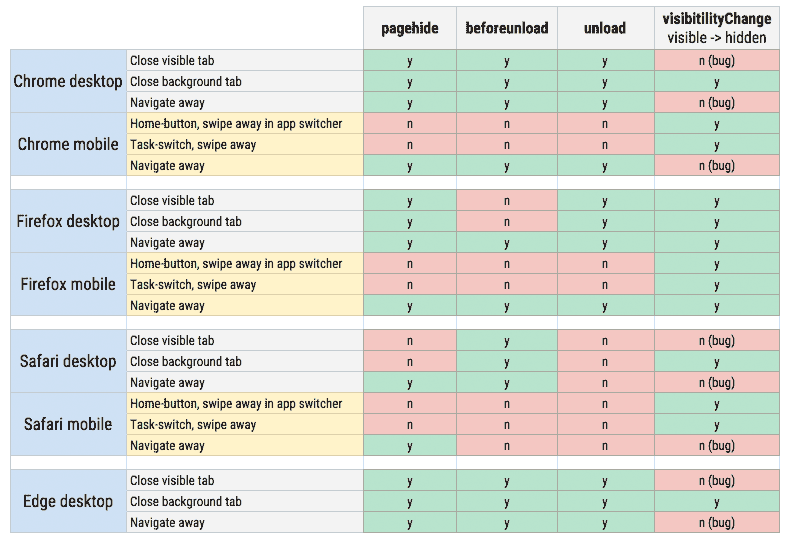 pagehide beforeunload unload visibitilityChange
visible -> hidden
Chrome desktop
Close visible tab y y y n (bug)
Close background tab y y y y
Navigate away y y y n (bug)
Chrome mobile
Home-button, swipe away in app switcher n n n y
Task-switch, swipe away n n n y
Navigate away y y y n (bug)
Firefox desktop
Close visible tab y n y y
Close background tab y n y y
Navigate away y y y y
Firefox mobile
Home-button, swipe away in app switcher n n n y
Task-switch, swipe away n n n y
Navigate away y y y y
Safari desktop
Close visible tab n y n n (bug)
Close background tab n y n y
Navigate away y y n n (bug)
Safari mobile
Home-button, swipe away in app switcher n n n y
Task-switch, swipe away n n n y
Navigate away y n n n (bug)
Edge desktop
Close visible tab y y y n (bug)
Close background tab y y y y
Navigate away y y y n (bug)